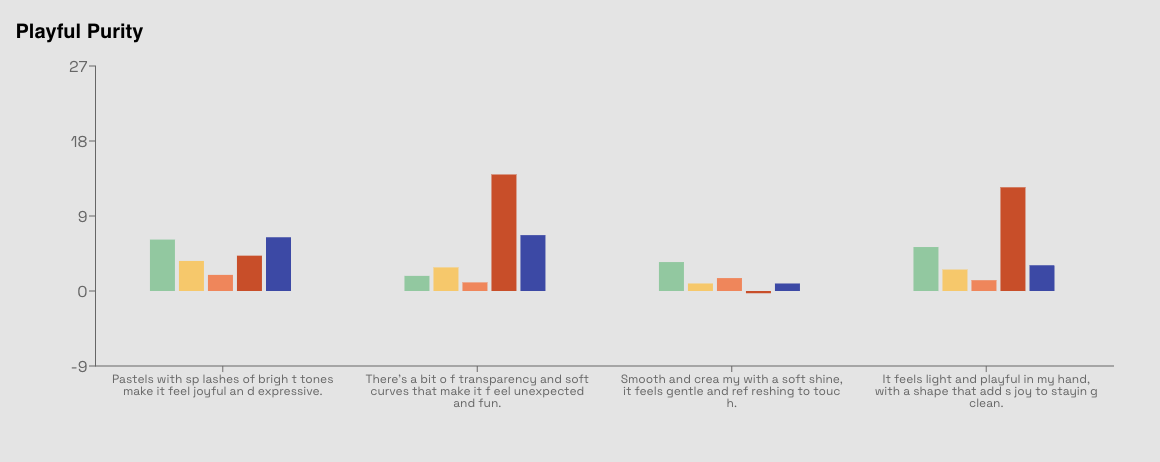 Playful Purity
27
18
9
0
-9
Pastels with sp lashes of brigh t tones
make it feel joyful an d expressive.
There's a bit o f transparency and soft
curves that make it f eel unexpected
and fun.
Smooth and crea my with a soft shine,
it feels gentle and ref reshing to touc
h.
It feels light and playful in my hand,
with a shape that add s joy to stayin g
clean.